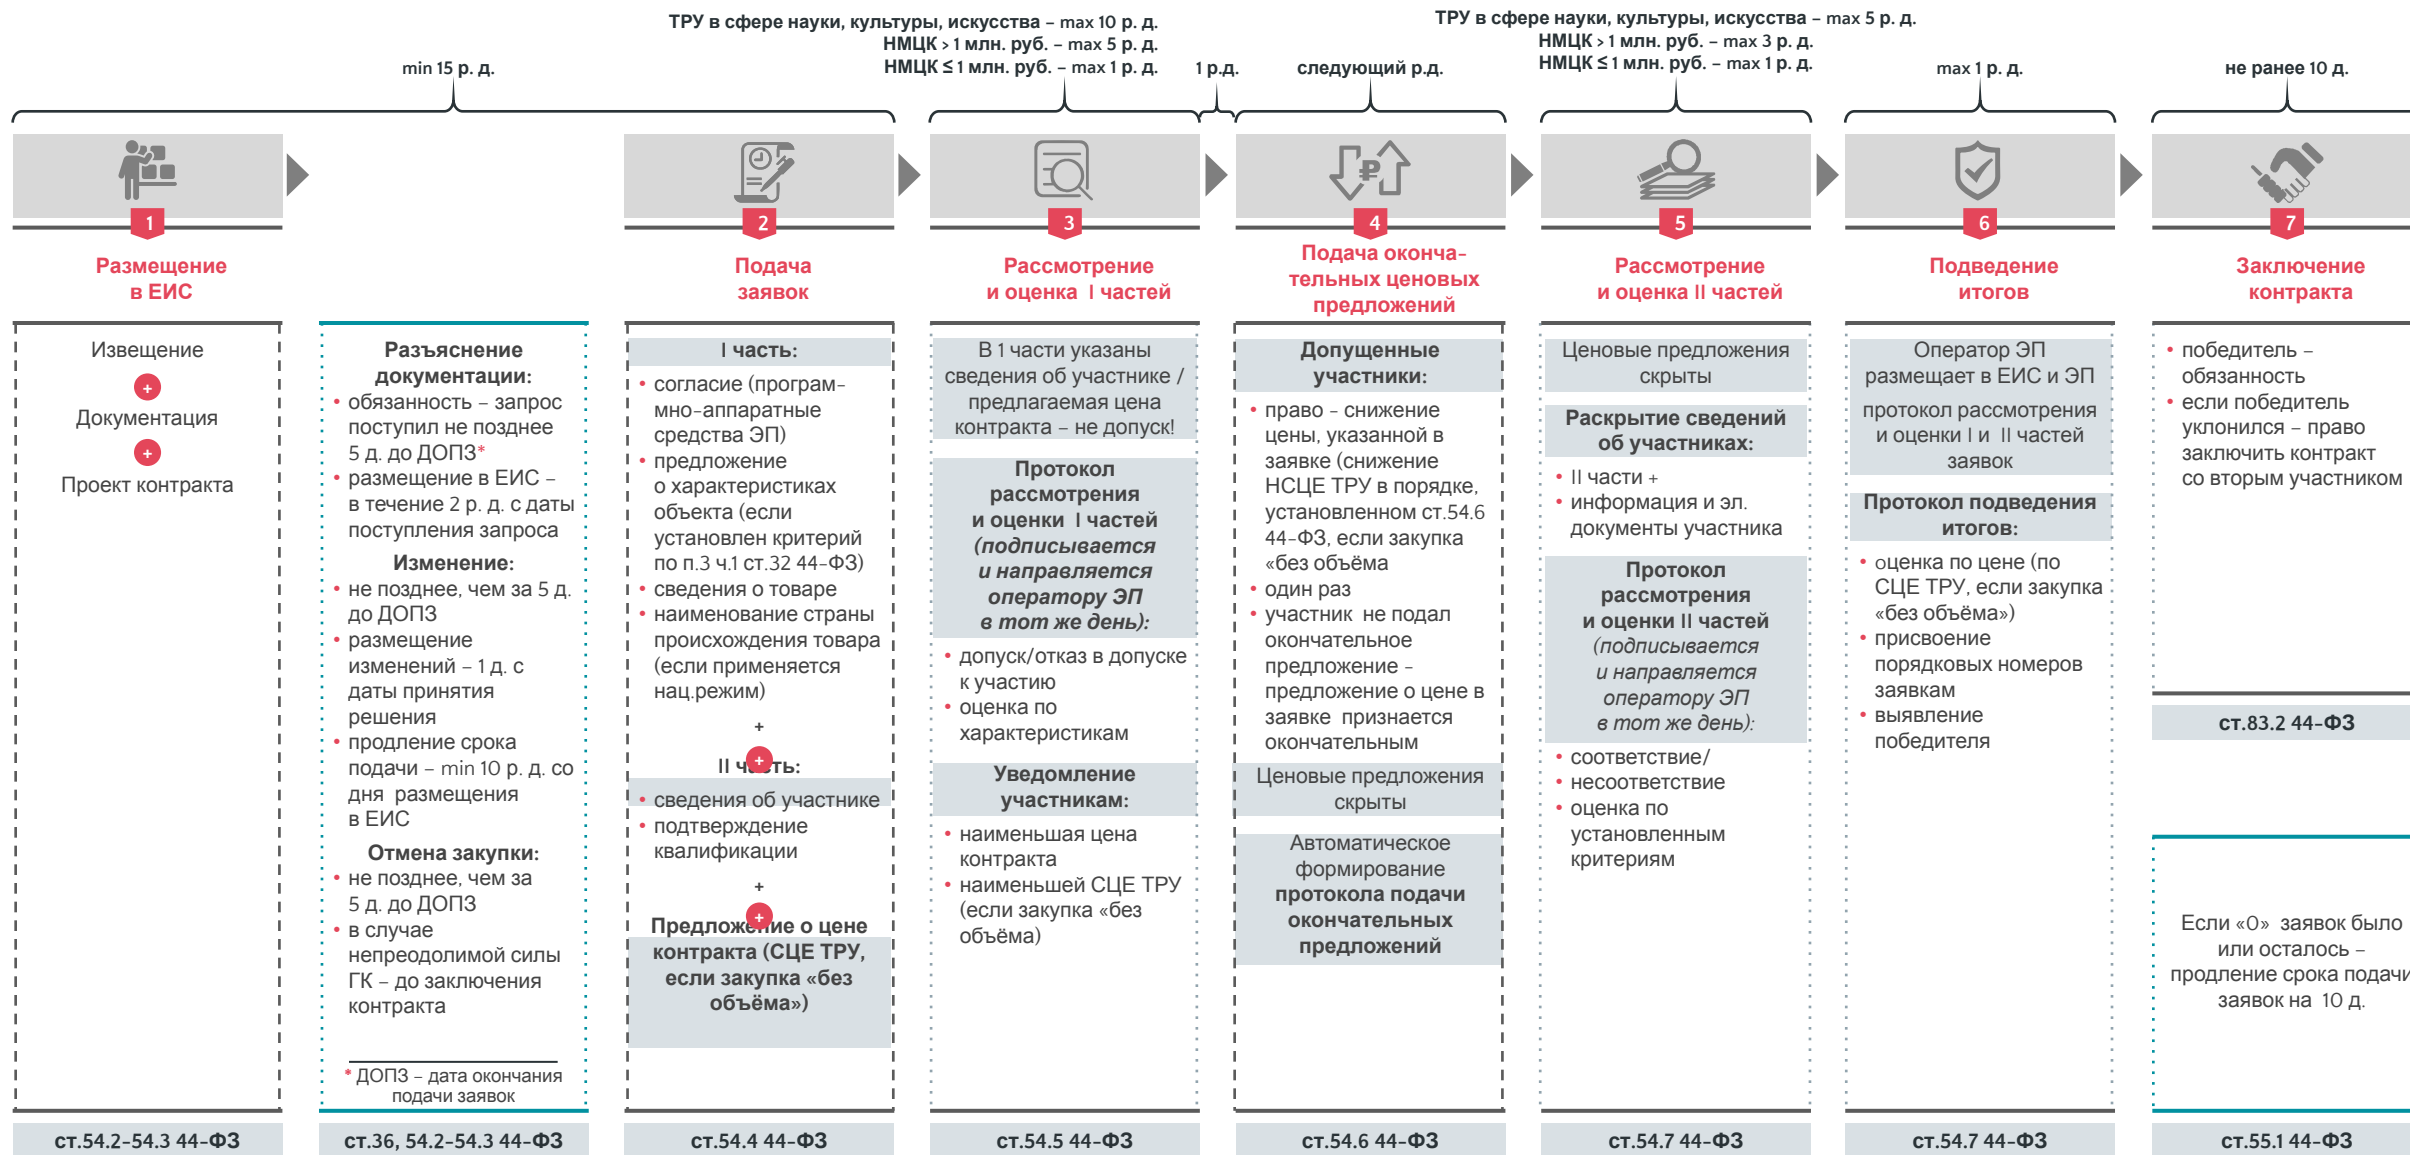 ТРУ в сфере науки, культуры, искусства – max 10 р. д.
НМЦК > 1 млн. руб. – max 5 р. д.
НМЦК ≤ 1 млн. руб. – max 1 р. д.
ТРУ в сфере науки, культуры, искусства – max 5 р. д.
НМЦК > 1 млн. руб. – max 3 р. д.
НМЦК ≤ 1 млн. руб. – max 1 р. д.
min 15 р. д.
1 р.д.
следующий р.д.
max 1 р. д.
не ранее 10 д.
1
Размещение
в ЕИС
Извещение
+
Документация
+
Проект контракта
ст.54.2-54.3 44-ФЗ
Разъяснение
документации:
• обязанность – запрос
поступил не позднее
5 д. до ДОПЗ*
• размещение в ЕИС –
в течение 2 р. д. с даты
поступления запроса
Изменение:
• не позднее, чем за 5 д.
до ДОПЗ
• размещение
изменений – 1 д. с
даты принятия
решения
• продление срока
подачи – min 10 р. д. со
дня размещения
в ЕИС
Отмена закупки:
• не позднее, чем за
5 д. до ДОПЗ
• в случае
непреодолимой силы
ГК – до заключения
контракта
* ДОПЗ – дата окончания
подачи заявок
ст.36, 54.2-54.3 44-ФЗ
2
Подача
заявок
I часть:
• согласие (програм-
мно-аппаратные
средства ЭП)
• предложение
о характеристиках
объекта (если
установлен критерий
по п.3 ч.1 ст.32 44-ФЗ)
• сведения о товаре
• наименование страны
происхождения товара
(если применяется
нац.режим)
+
+
II часть:
• сведения об участнике
• подтверждение
квалификации
+
+
Предложение о цене
контракта (СЦЕ ТРУ,
если закупка «без
объёма»)
ст.54.4 44-ФЗ
3
Рассмотрение
и оценка I частей
В 1 части указаны
сведения об участнике /
предлагаемая цена
контракта – не допуск!
Протокол
рассмотрения
и оценки I частей
(подписывается
и направляется
оператору ЭП
в тот же день):
• допуск/отказ в допуске
к участию
• оценка по
характеристикам
Уведомление
участникам:
• наименьшая цена
контракта
• наименьшей СЦЕ ТРУ
(если закупка «без
объёма)
ст.54.5 44-ФЗ
4
Подача оконча-
тельных ценовых
предложений
Допущенные
участники:
• право – снижение
цены, указанной в
заявке (снижение
НСЦЕ ТРУ в порядке,
установленном ст.54.6
44-ФЗ, если закупка
«без объёма
• один раз
• участник не подал
окончательное
предложение –
предложение о цене в
заявке признается
окончательным
Ценовые предложения
скрыты
Автоматическое
формирование
протокола подачи
окончательных
предложений
ст.54.6 44-ФЗ
5
Рассмотрение
и оценка II частей
Ценовые предложения
скрыты
Раскрытие сведений
об участниках:
• II части +
• информация и эл.
документы участника
Протокол
рассмотрения
и оценки II частей
(подписывается
и направляется
оператору ЭП
в тот же день):
• соответствие/
• несоответствие
• оценка по
установленным
критериям
ст.54.7 44-ФЗ
6
Подведение
итогов
Оператор ЭП
размещает в ЕИС и ЭП
протокол рассмотрения
и оценки I и II частей
заявок
Протокол подведения
итогов:
• оценка по цене (по
СЦЕ ТРУ, если закупка
«без объёма»)
• присвоение
порядковых номеров
заявкам
• выявление
победителя
ст.54.7 44-ФЗ
7
Заключение
контракта
• победитель –
обязанность
• если победитель
уклонился – право
заключить контракт
со вторым участником
ст.83.2 44-ФЗ
Если «0» заявок было
или осталось –
продление срока подачи
заявок на 10 д.
ст.55.1 44-ФЗ